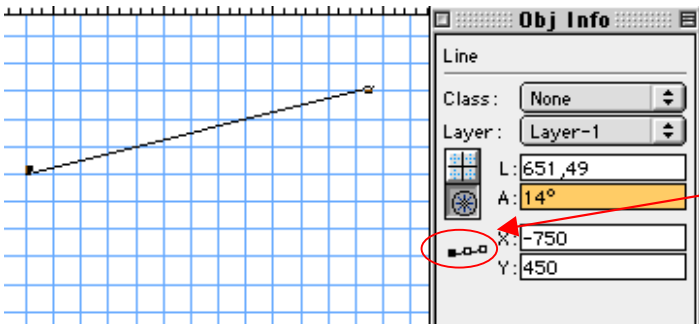 Obj Info
Line
Class: None
Layer: Layer-1
L: 651,49
A: 14°
X: -750
Y: 450